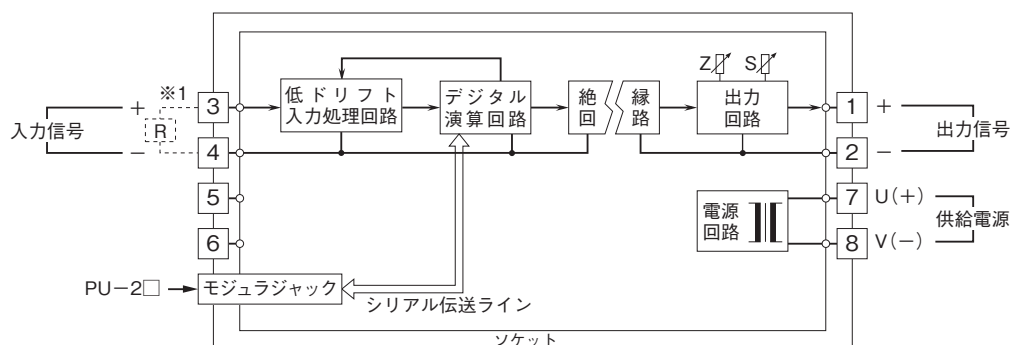 入力信号
+
−
※1
R
3
4
5
6
低ドリフト
入力処理回路
デジタル
演算回路
絶 縁
回 路
Z
S
出力
回路
1
+
2
−
出力信号
電源
回路
7
U(+)
8
V(−)
供給電源
PU−2□
モジュラジャック
シリアル伝送ライン
ソケット